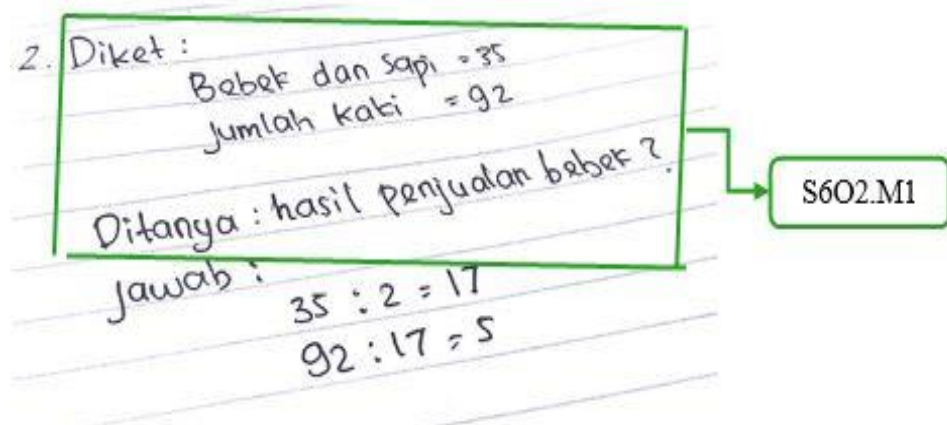 2. Diket :
Bebek dan sapi = 35
Jumlah kaki = 92
Ditanya : hasil penjualan bebek ?
Jawab :
35 : 2 = 17
92 : 17 = 5
S6O2.M1